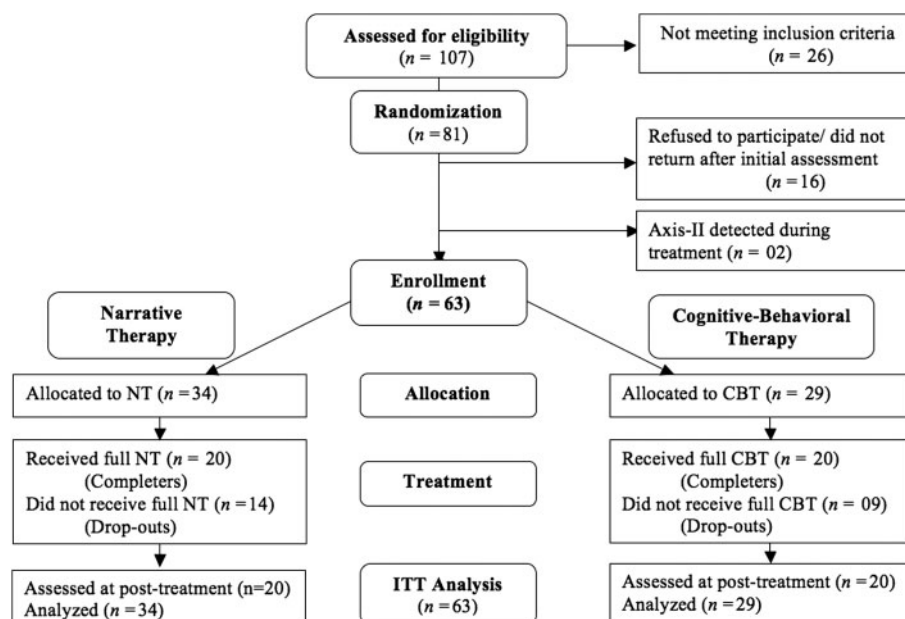 Assessed for eligibility
(n = 107)
Not meeting inclusion criteria
(n = 26)
Randomization
(n = 81)
Refused to participate/ did not
return after initial assessment
(n = 16)
Axis-II detected during
treatment (n = 02)
Enrollment
(n = 63)
Narrative
Therapy
Cognitive-Behavioral
Therapy
Allocated to NT (n = 34)
Allocation
Allocated to CBT (n = 29)
Received full NT (n = 20)
(Completers)
Did not receive full NT (n = 14)
(Drop-outs)
Treatment
Received full CBT (n = 20)
(Completers)
Did not receive full CBT (n = 09)
(Drop-outs)
Assessed at post-treatment (n=20)
Analyzed (n = 34)
ITT Analysis
(n = 63)
Assessed at post-treatment (n = 20)
Analyzed (n = 29)